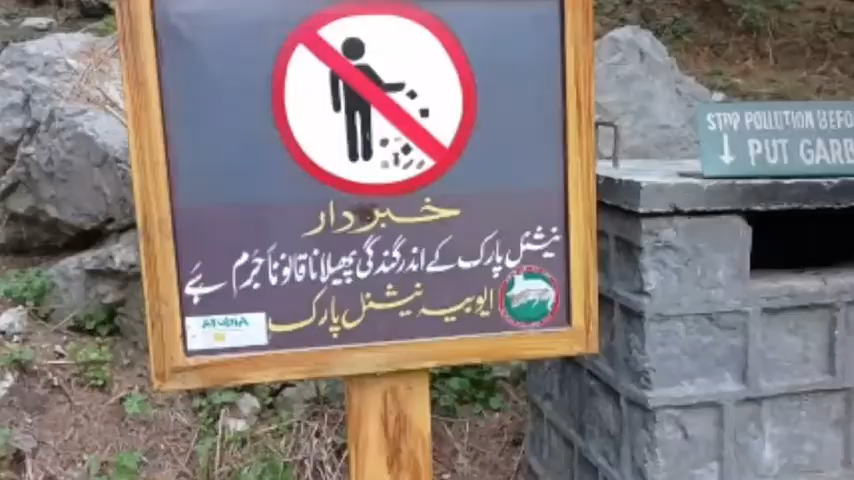 خبردار
نیشنل پارک کے اندر گندگی پھیلانا قانوناً جرم ہے
ایوبیہ نیشنل پارک
STOP POLLUTION BEFO
↓ PUT GARB